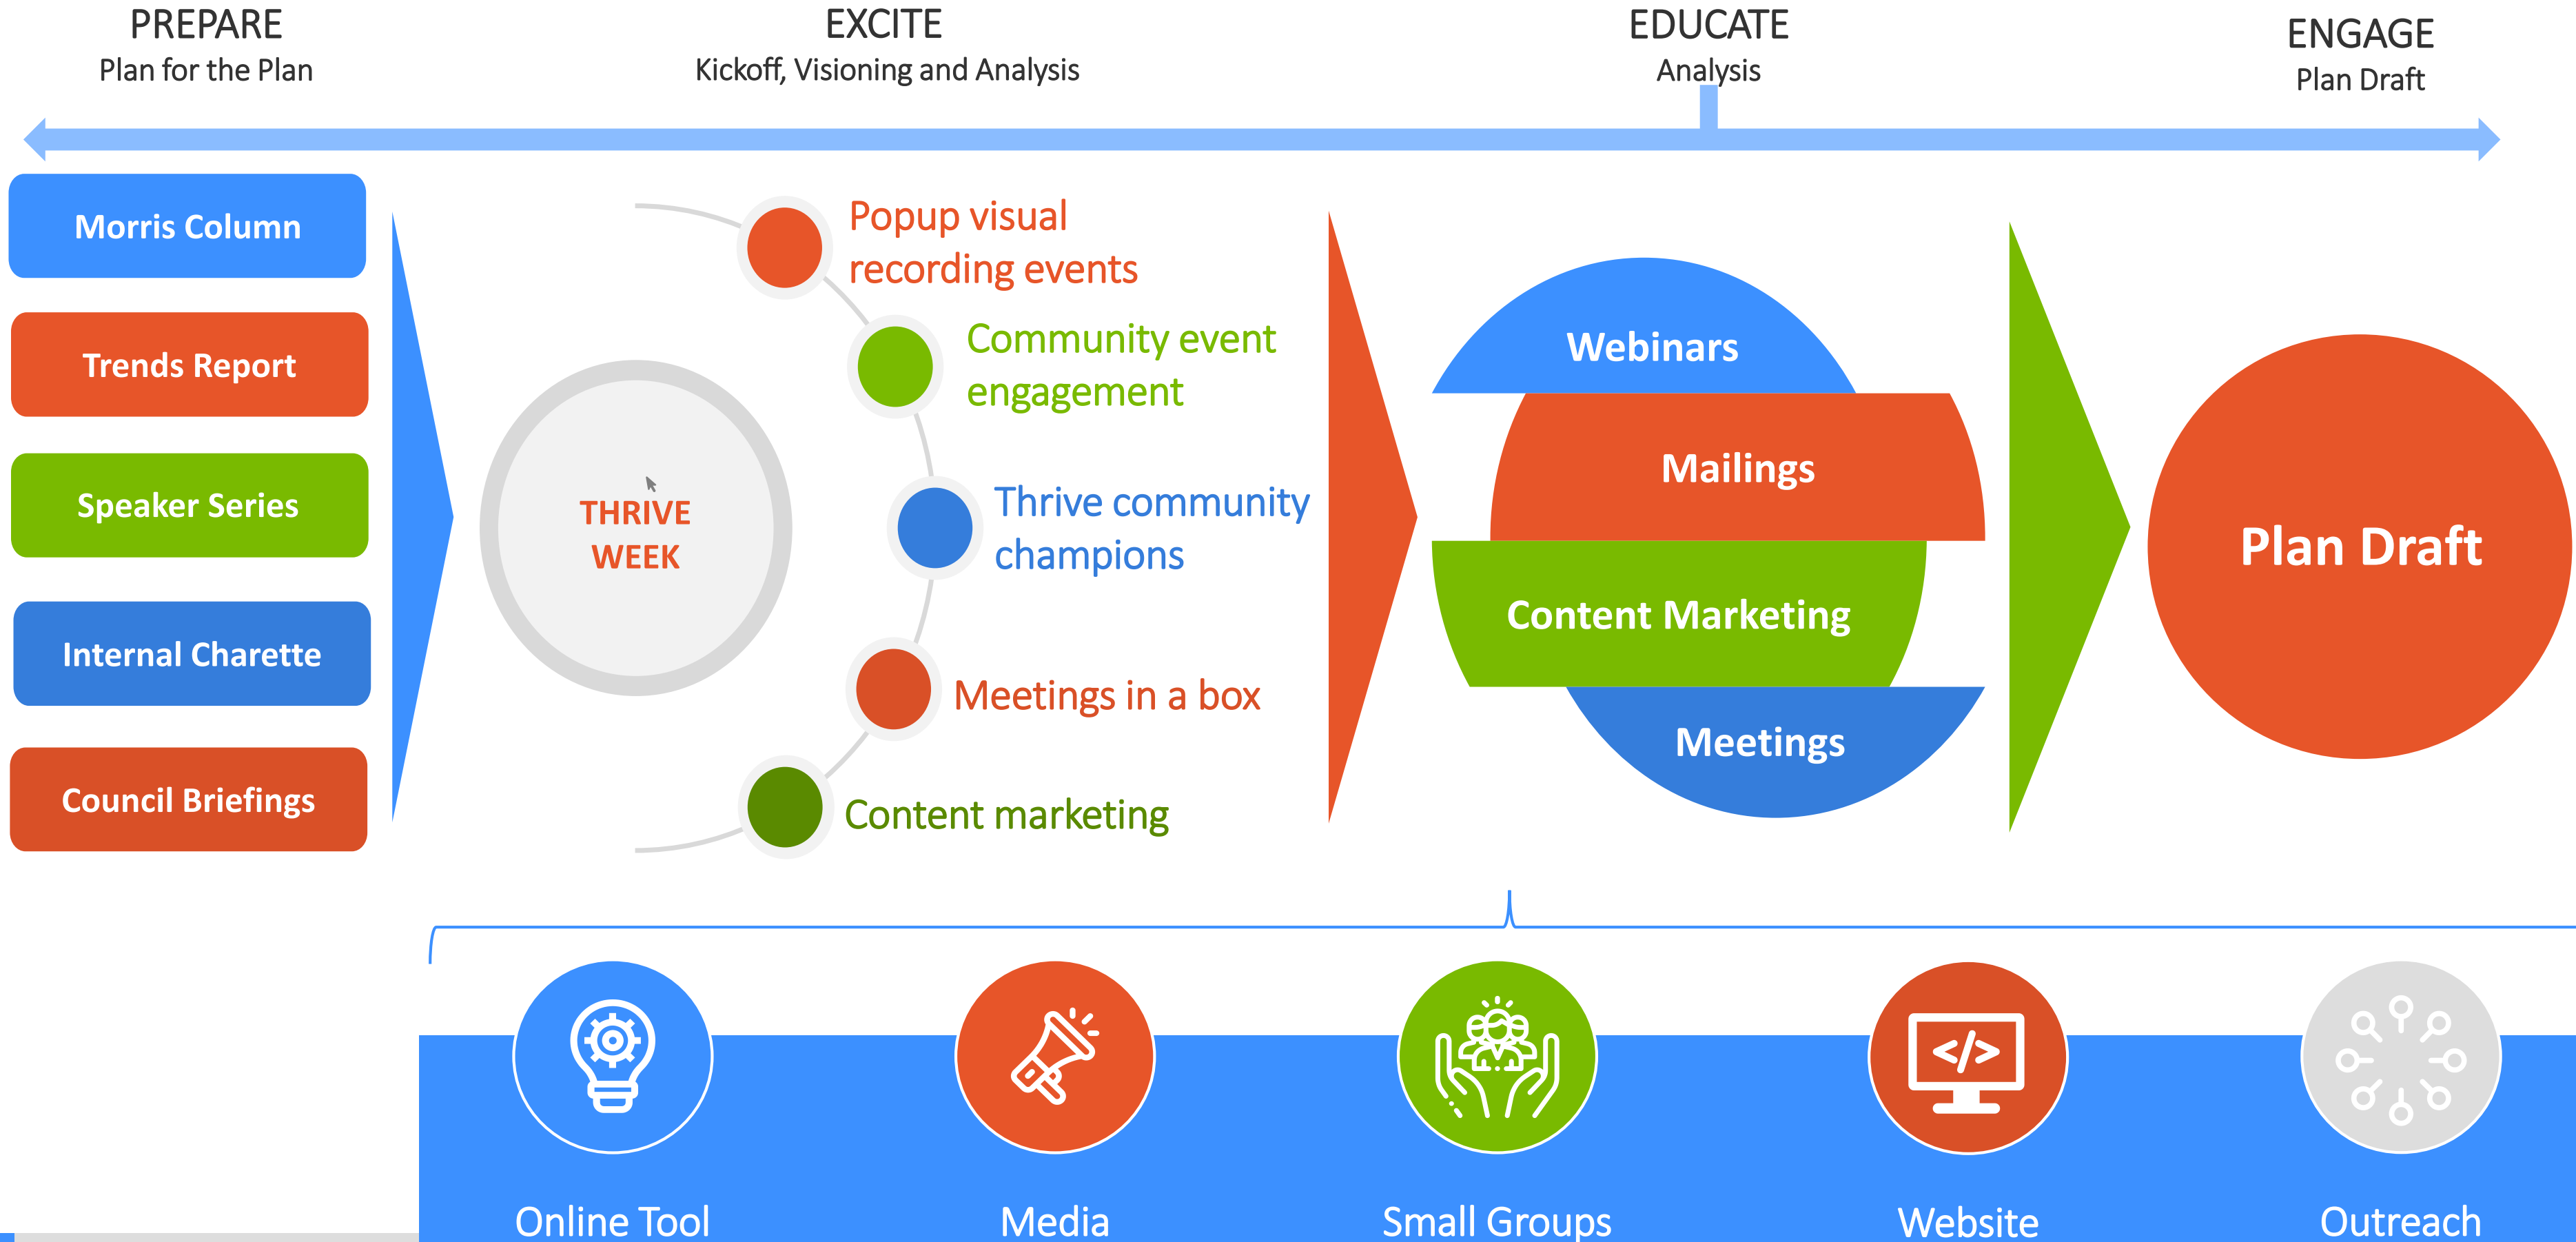 PREPARE
Plan for the Plan
EXCITE
Kickoff, Visioning and Analysis
EDUCATE
Analysis
ENGAGE
Plan Draft
Morris Column
Trends Report
Speaker Series
Internal Charette
Council Briefings
THRIVE
WEEK
Popup visual
recording events
Community event
engagement
Thrive community
champions
Meetings in a box
Content marketing
Webinars
Mailings
Content Marketing
Meetings
Plan Draft
</>
Online Tool
Media
Small Groups
Website
Outreach